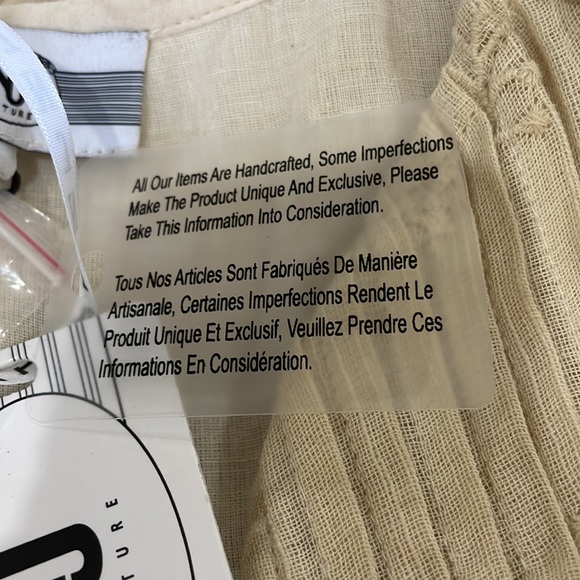 TURE
All Our Items Are Handcrafted, Some Imperfections
Make The Product Unique And Exclusive, Please
Take This Information Into Consideration.
Tous Nos Articles Sont Fabriqués De Manière
Artisanale, Certaines Imperfections Rendent Le
Produit Unique Et Exclusif, Veuillez Prendre Ces
Informations En Considération.
TURE